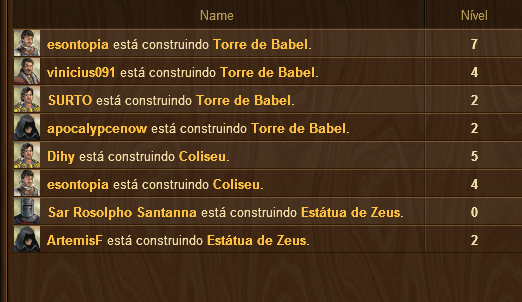 Name Nível
esontopia está construindo Torre de Babel. 7
vinicius091 está construindo Torre de Babel. 4
SURTO está construindo Torre de Babel. 2
apocalypcenow está construindo Torre de Babel. 2
Dihy está construindo Coliseu. 5
esontopia está construindo Coliseu. 4
Sar Rosolpho Santanna está construindo Estátua de Zeus. 0
ArtemisF está construindo Estátua de Zeus. 2